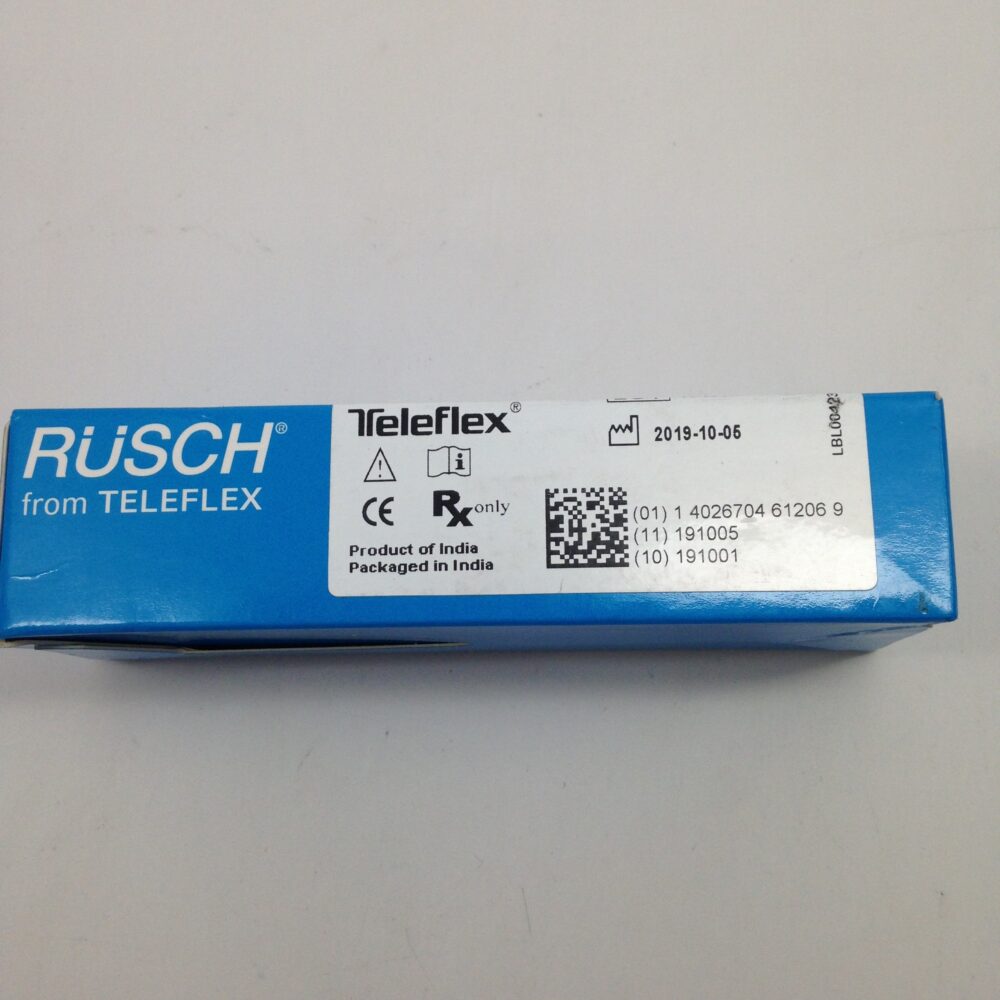 RÜSCH®
from TELEFLEX
Teleflex®
2019-10-05
CE
Rx only
Product of India
Packaged in India
(01) 1 4026704 61206 9
(11) 191005
(10) 191001